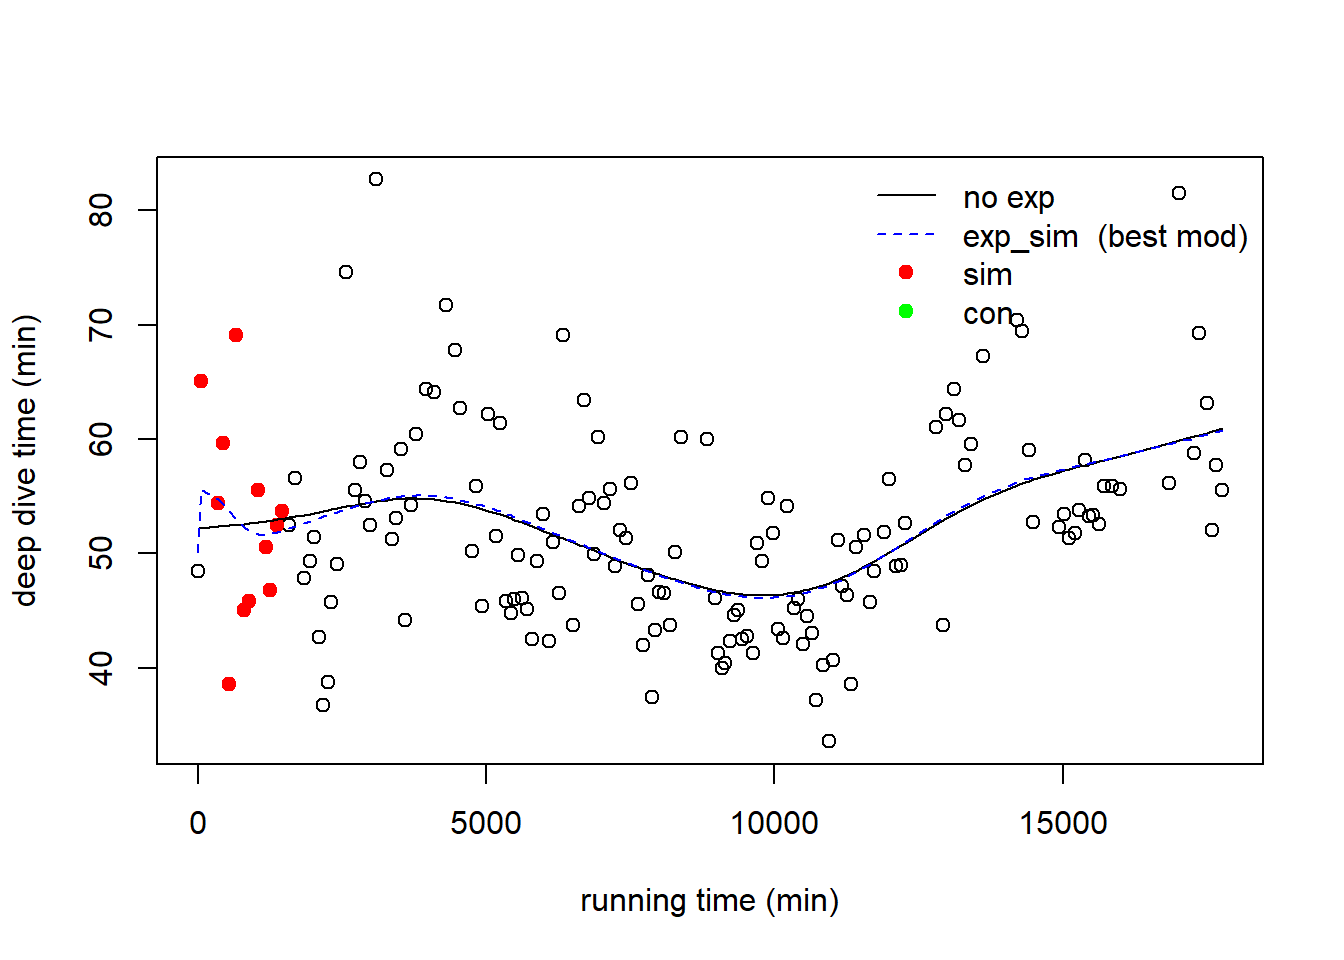 no exp
exp_sim  (best mod)
sim
con
deep dive time (min)
80
70
60
50
40
0 5000 10000 15000
running time (min)